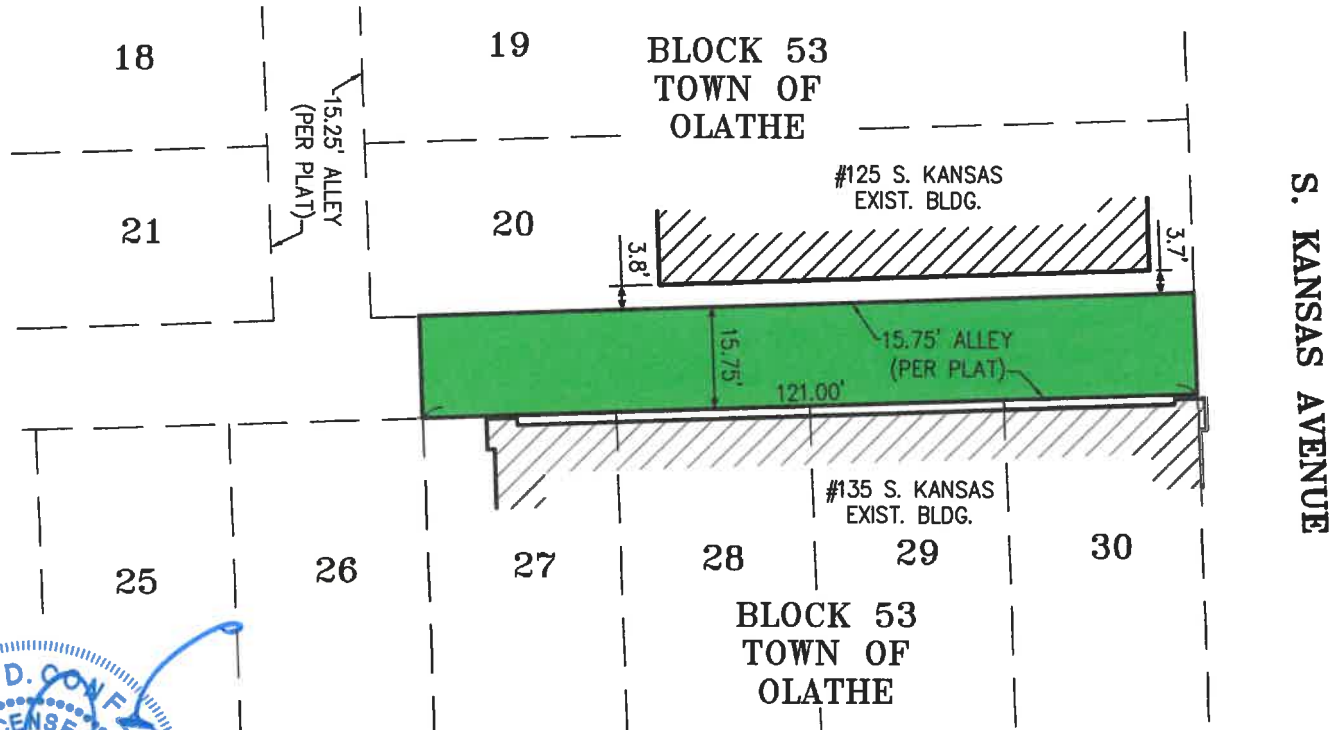 18
19
BLOCK 53
TOWN OF
OLATHE
15.25' ALLEY
(PER PLAT)
#125 S. KANSAS
EXIST. BLDG.
S. KANSAS AVENUE
21
20
3.8'
3.7'
15.75'
15.75' ALLEY
(PER PLAT)
121.00'
#135 S. KANSAS
EXIST. BLDG.
25
26
27
28
29
30
BLOCK 53
TOWN OF
OLATHE
D.